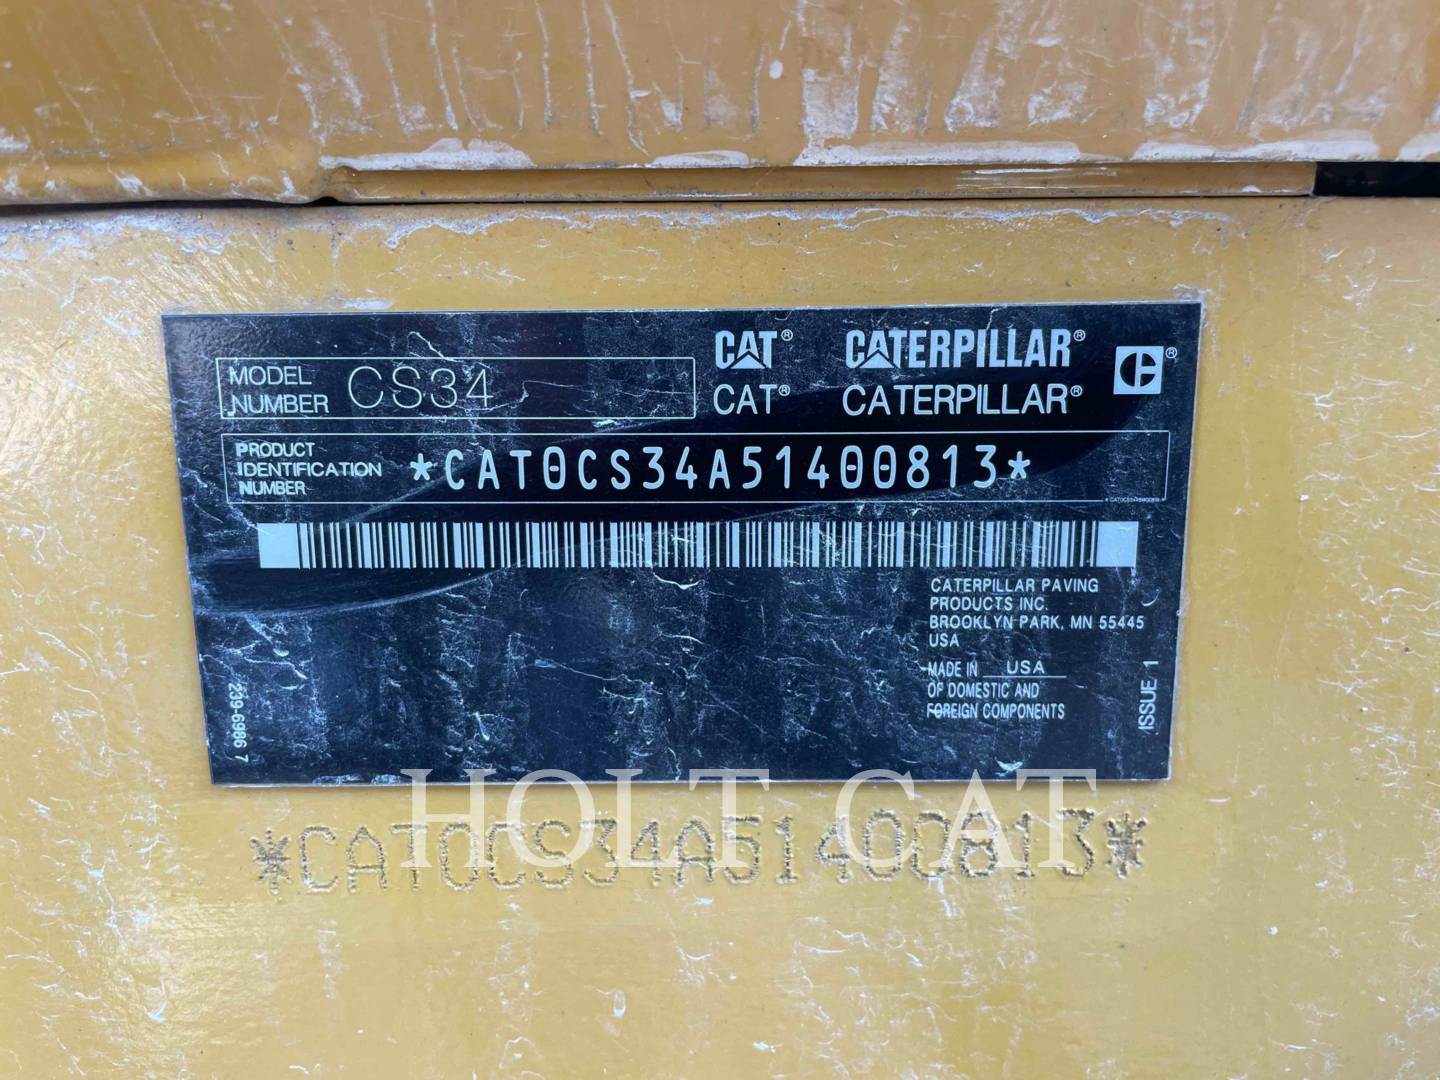 MODEL NUMBER CS34
CAT® CATERPILLAR®
CAT® CATERPILLAR®
PRODUCT IDENTIFICATION NUMBER *CAT0CS34A51400813*
CATERPILLAR PAVING
PRODUCTS INC.
BROOKLYN PARK, MN 55445
USA
MADE IN USA
OF DOMESTIC AND
FOREIGN COMPONENTS
ISSUE 1
239-6986 7
HOLT CAT
*CAT0CS34A51400813*